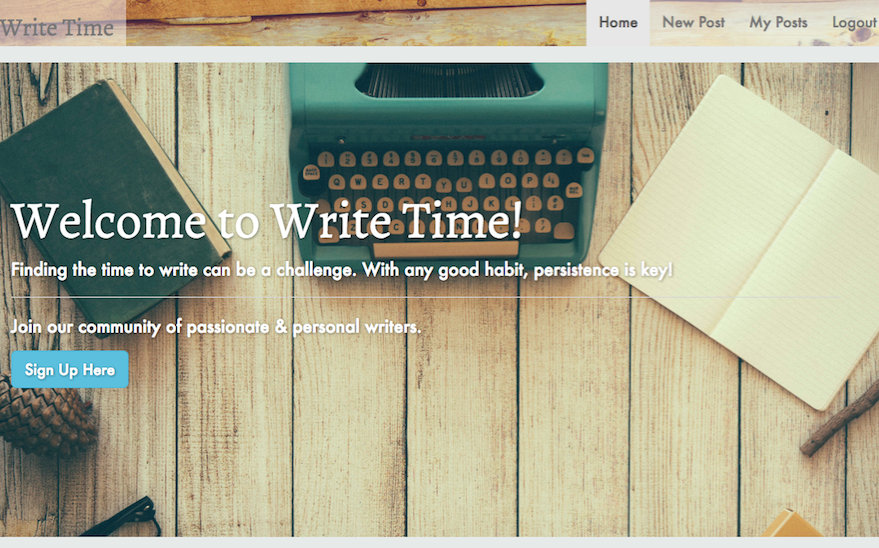 Write Time
Home New Post My Posts Logout
Q W E R T Y U I O P
Welcome to Write Time!
Finding the time to write can be a challenge. With any good habit, persistence is key!
Join our community of passionate & personal writers.
Sign Up Here